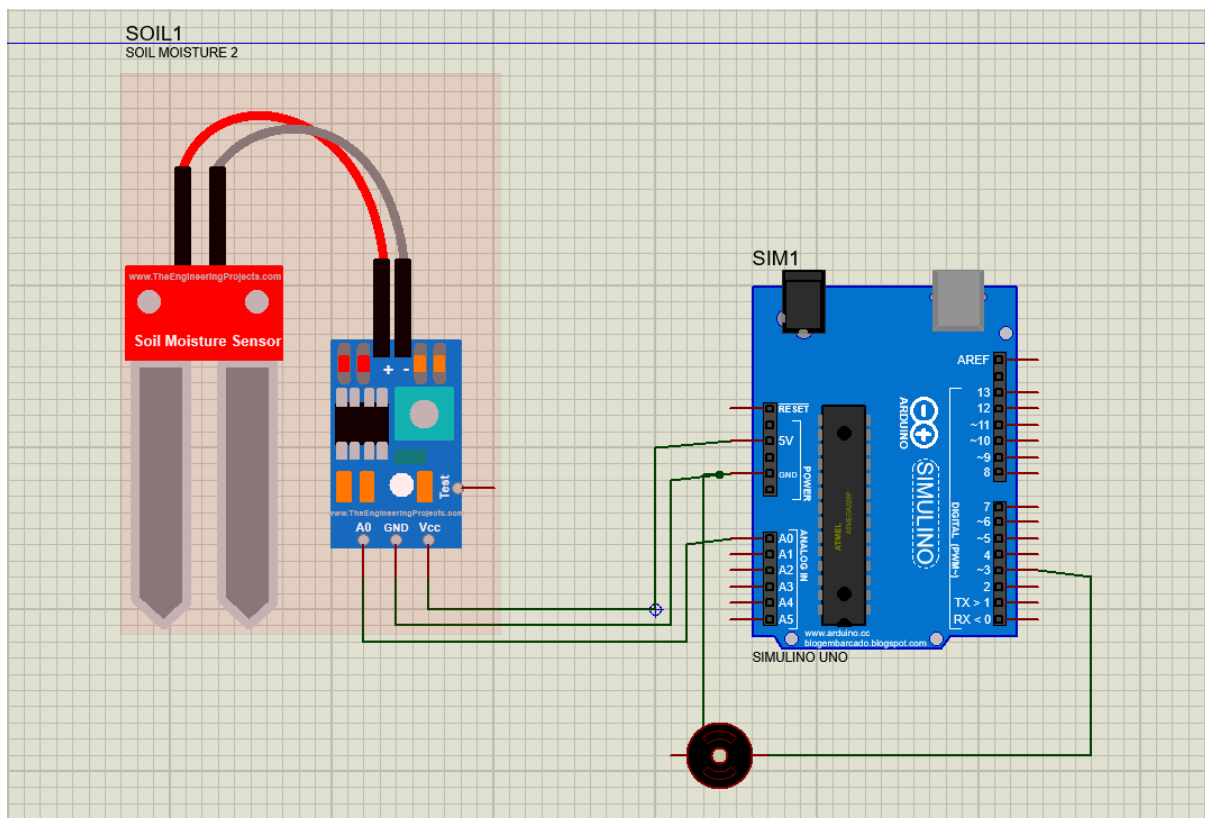 SOIL1
SOIL MOISTURE 2
www.TheEngineeringProjects.com
Soil Moisture Sensor
+ -
Test
www.TheEngineeringProjects.com
A0 GND Vcc
SIM1
RESET
5V
GND
POWER
A0
A1
A2
A3
A4
A5
ANALOG IN
ATMEL
ATMEGA328P
ARDUINO
SIMULINO
AREF
13
12
~11
~10
~9
8
7
~6
~5
4
~3
2
TX > 1
RX < 0
DIGITAL (PWM~)
www.arduino.cc
blogembarcado.blogspot.com
SIMULINO UNO